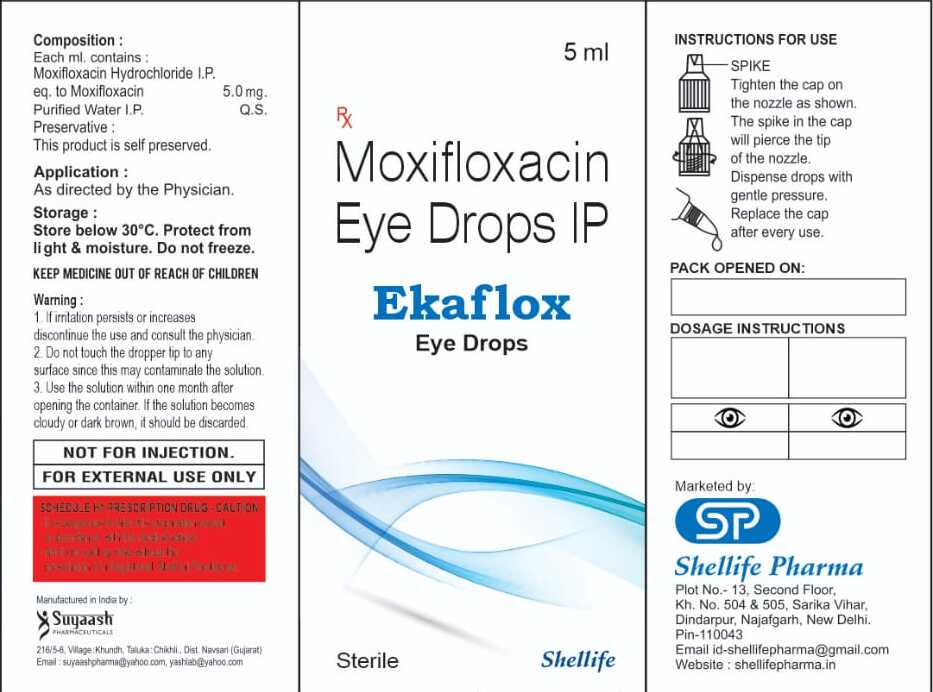 Composition :
Each ml. contains :
Moxifloxacin Hydrochloride I.P.
eq. to Moxifloxacin 5.0 mg.
Purified Water I.P. Q.S.
Preservative :
This product is self preserved.
Application :
As directed by the Physician.
Storage :
Store below 30°C. Protect from
light & moisture. Do not freeze.
KEEP MEDICINE OUT OF REACH OF CHILDREN
Warning :
1. If irritation persists or increases
discontinue the use and consult the physician.
2. Do not touch the dropper tip to any
surface since this may contaminate the solution.
3. Use the solution within one month after
opening the container. If the solution becomes
cloudy or dark brown, it should be discarded.
NOT FOR INJECTION.
FOR EXTERNAL USE ONLY
SCHEDULE H1 PRESCRIPTION DRUG - CAUTION
Manufactured in India by :
Suyaash
PHARMACEUTICALS
216/5-6, Village : Khundh, Taluka : Chikhli., Dist. Navsari (Gujarat)
Email : suyaashpharma@yahoo.com, yashlab@yahoo.com
5 ml
Rx
Moxifloxacin
Eye Drops IP
Ekaflox
Eye Drops
Sterile
Shellife
INSTRUCTIONS FOR USE
SPIKE
Tighten the cap on
the nozzle as shown.
The spike in the cap
will pierce the tip
of the nozzle.
Dispense drops with
gentle pressure.
Replace the cap
after every use.
PACK OPENED ON:
DOSAGE INSTRUCTIONS
Marketed by:
SP
Shellife Pharma
Plot No.- 13, Second Floor,
Kh. No. 504 & 505, Sarika Vihar,
Dindarpur, Najafgarh, New Delhi.
Pin-110043
Email id-shellifepharma@gmail.com
Website : shellifepharma.in